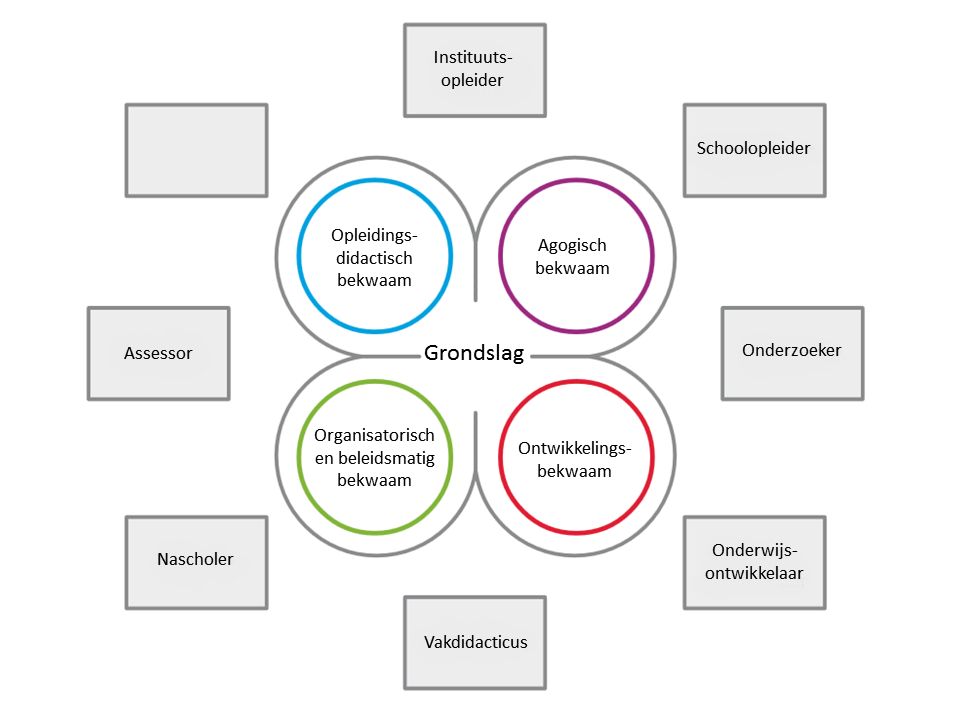 Instituuts-
opleider
Schoolopleider
Opleidings-
didactisch
bekwaam
Agogisch
bekwaam
Assessor
Grondslag
Onderzoeker
Organisatorisch
en beleidsmatig
bekwaam
Ontwikkelings-
bekwaam
Nascholer
Onderwijs-
ontwikkelaar
Vakdidacticus